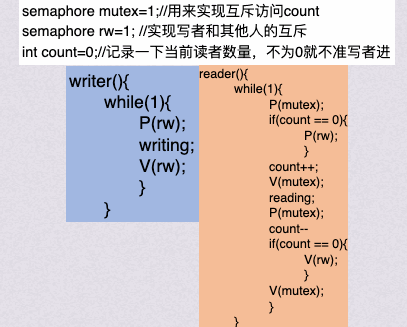 semaphore mutex=1;//用来实现互斥访问count
semaphore rw=1; //实现写者和其他人的互斥
int count=0;//记录一下当前读者数量，不为0就不准写者进
writer(){
while(1){
P(rw);
writing;
V(rw);
}
}
reader(){
while(1){
P(mutex);
if(count == 0){
P(rw);
}
count++;
V(mutex);
reading;
P(mutex);
count--
if(count == 0){
V(rw);
}
V(mutex);
}
}